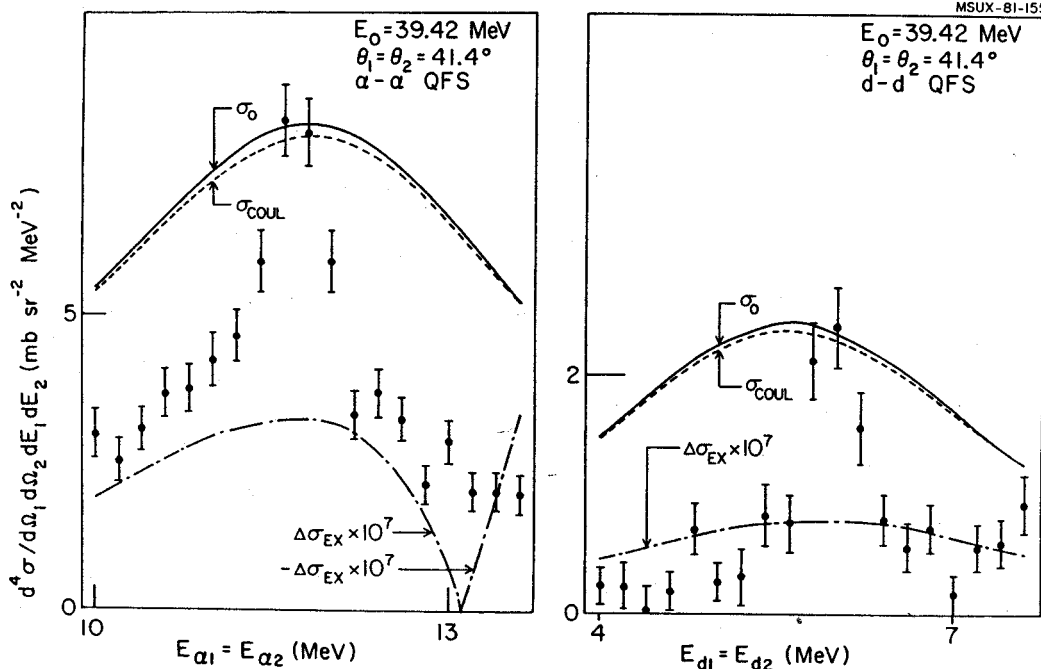 MSUX-81-155
E₀=39.42 MeV
θ₁=θ₂=41.4°
α-α QFS
σ₀
σ_COUL
5
0
10
13
Δσ_EX×10⁷
-Δσ_EX×10⁷
d⁴σ/dΩ₁dΩ₂dE₁dE₂ (mb sr⁻² MeV⁻²)
E_α1 = E_α2 (MeV)
E₀=39.42 MeV
θ₁=θ₂=41.4°
d-d QFS
σ₀
σ_COUL
Δσ_EX×10⁷
2
0
4
7
E_d1 = E_d2 (MeV)